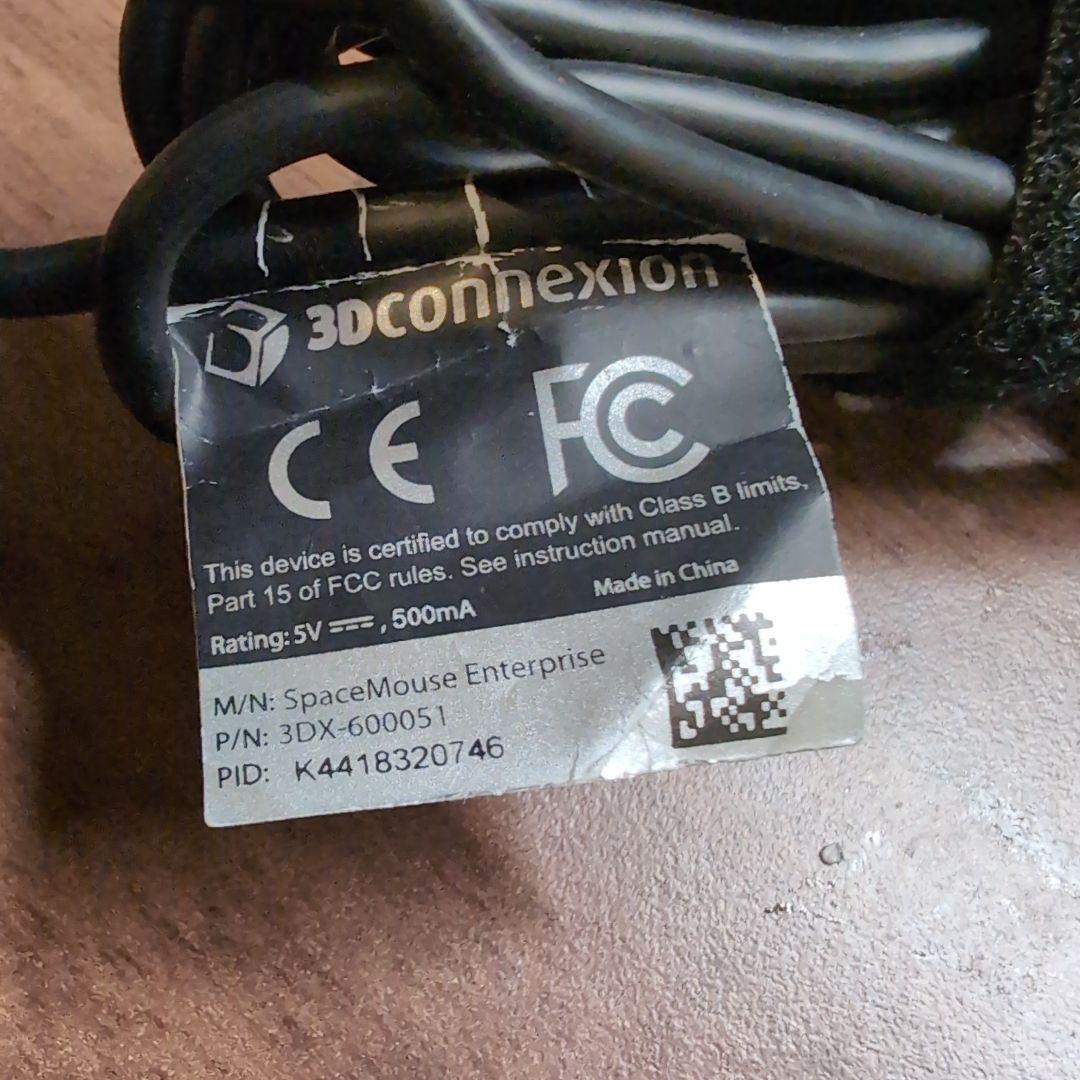 3Dconnexion
CE FC
This device is certified to comply with Class B limits,
Part 15 of FCC rules. See instruction manual.
Rating: 5V ⎓, 500mA
Made in China
M/N: SpaceMouse Enterprise
P/N: 3DX-600051
PID: K4418320746